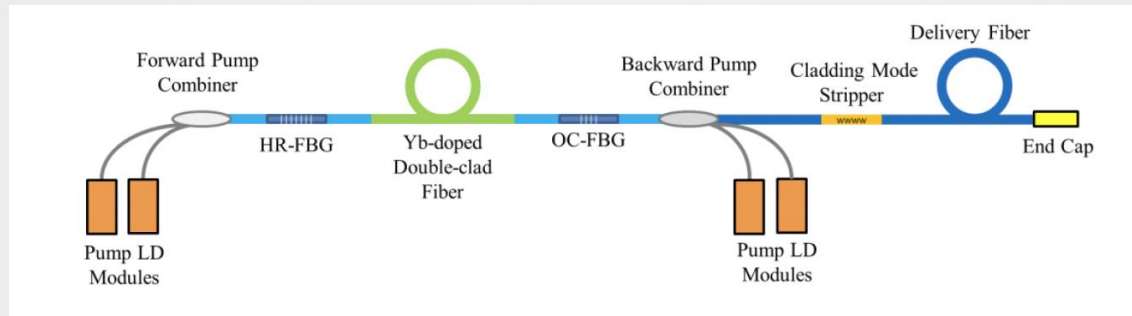 Forward Pump
Combiner
HR-FBG
Yb-doped
Double-clad
Fiber
OC-FBG
Backward Pump
Combiner
Cladding Mode
Stripper
wwww
Delivery Fiber
End Cap
Pump LD
Modules
Pump LD
Modules